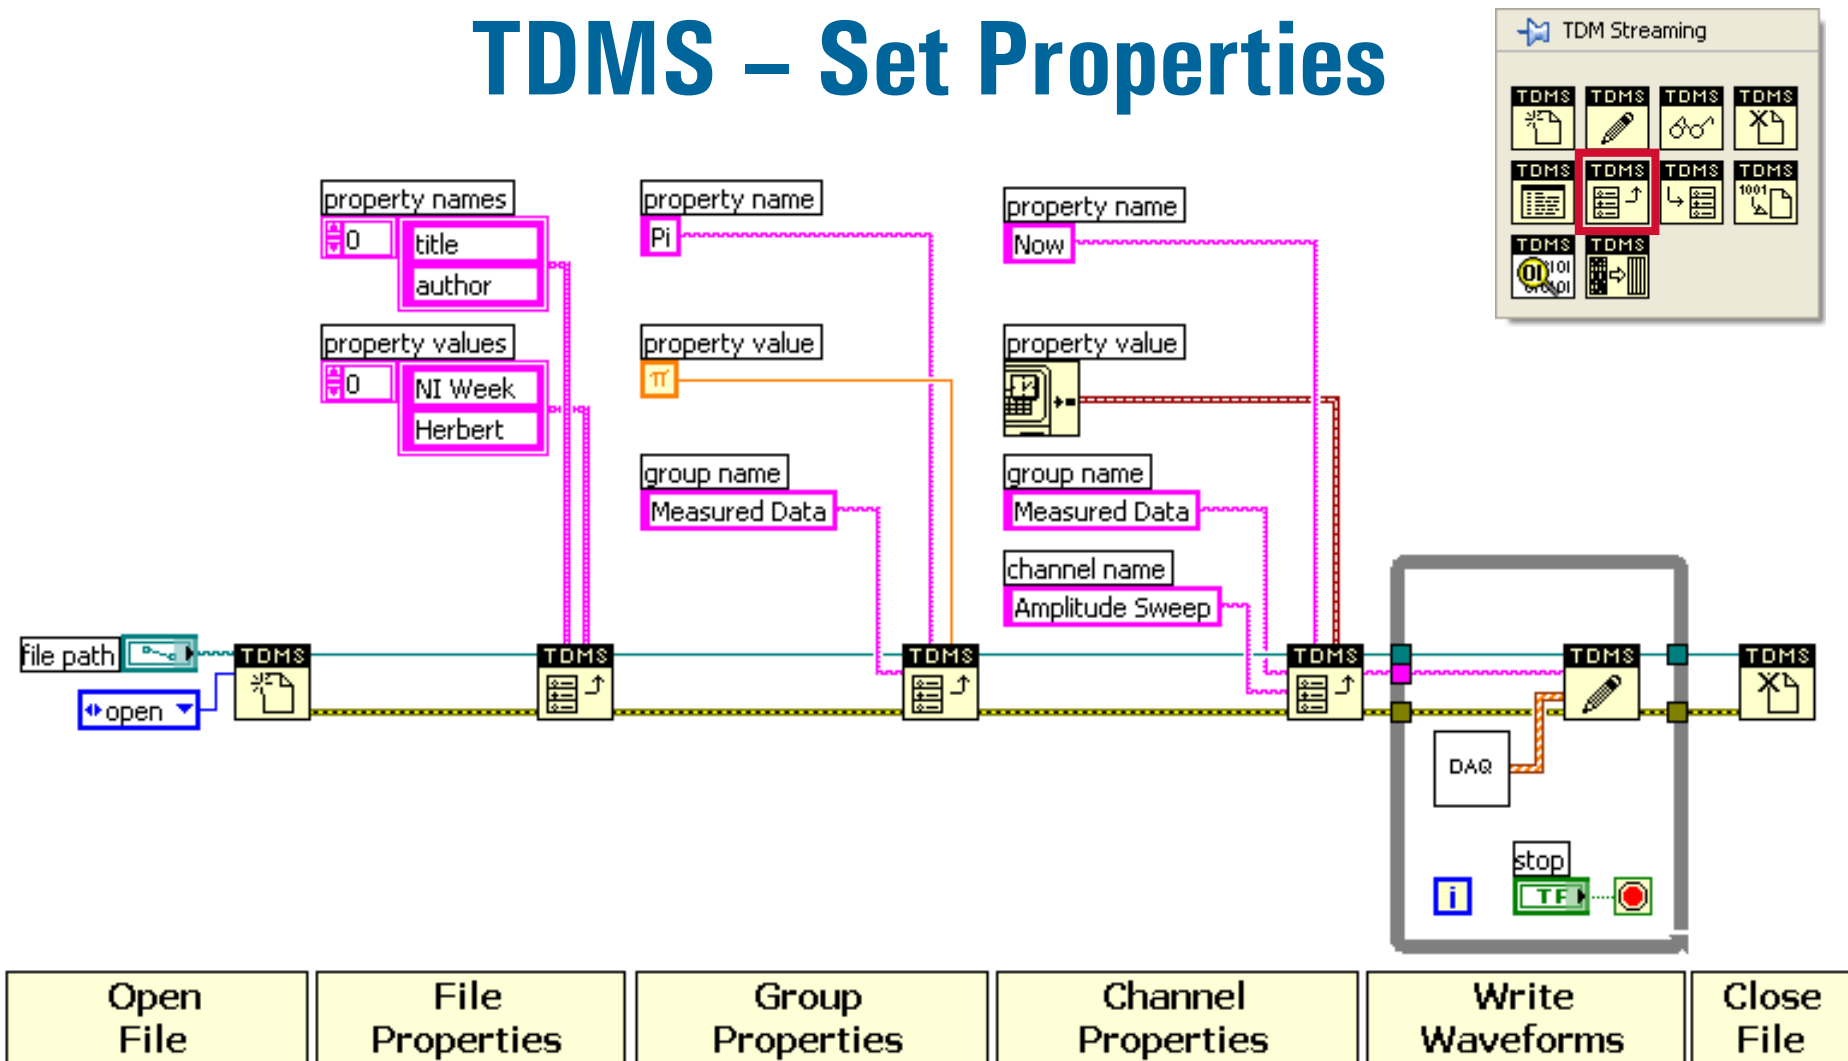 TDMS – Set Properties
TDM Streaming
TDMS TDMS TDMS TDMS
TDMS TDMS TDMS TDMS
1001
TDMS TDMS
property names
0
title
author
property values
0
NI Week
Herbert
property name
Pi
property value
π
group name
Measured Data
property name
Now
property value
group name
Measured Data
channel name
Amplitude Sweep
file path
open
TDMS
TDMS
TDMS
TDMS
TDMS
TDMS
DAQ
stop
i
TF
Open
File
File
Properties
Group
Properties
Channel
Properties
Write
Waveforms
Close
File